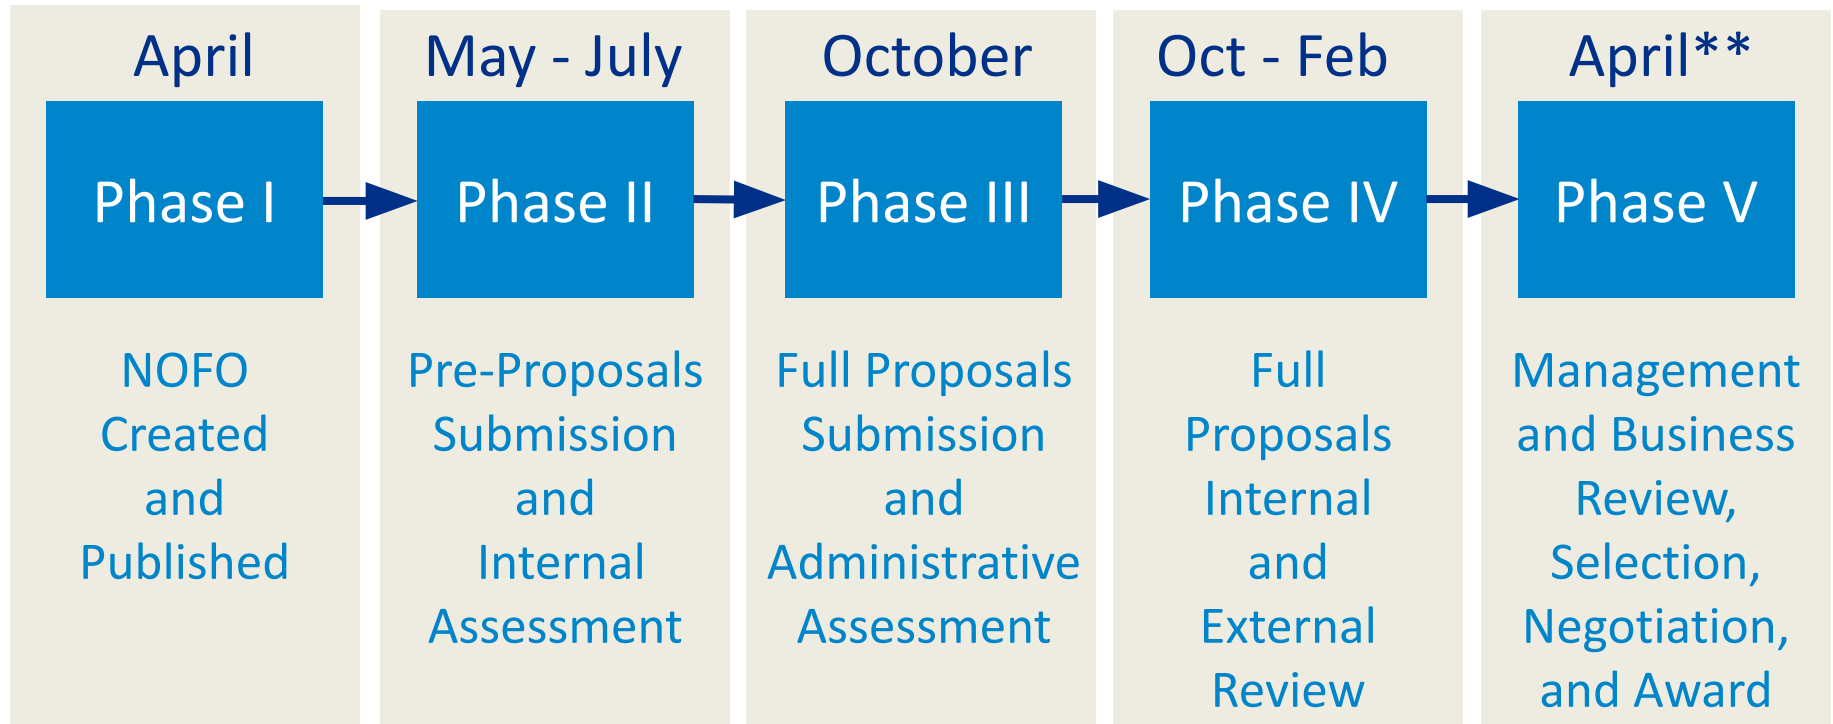 April
Phase I
NOFO
Created
and
Published
May - July
Phase II
Pre-Proposals
Submission
and
Internal
Assessment
October
Phase III
Full Proposals
Submission
and
Administrative
Assessment
Oct - Feb
Phase IV
Full
Proposals
Internal
and
External
Review
April**
Phase V
Management
and Business
Review,
Selection,
Negotiation,
and Award